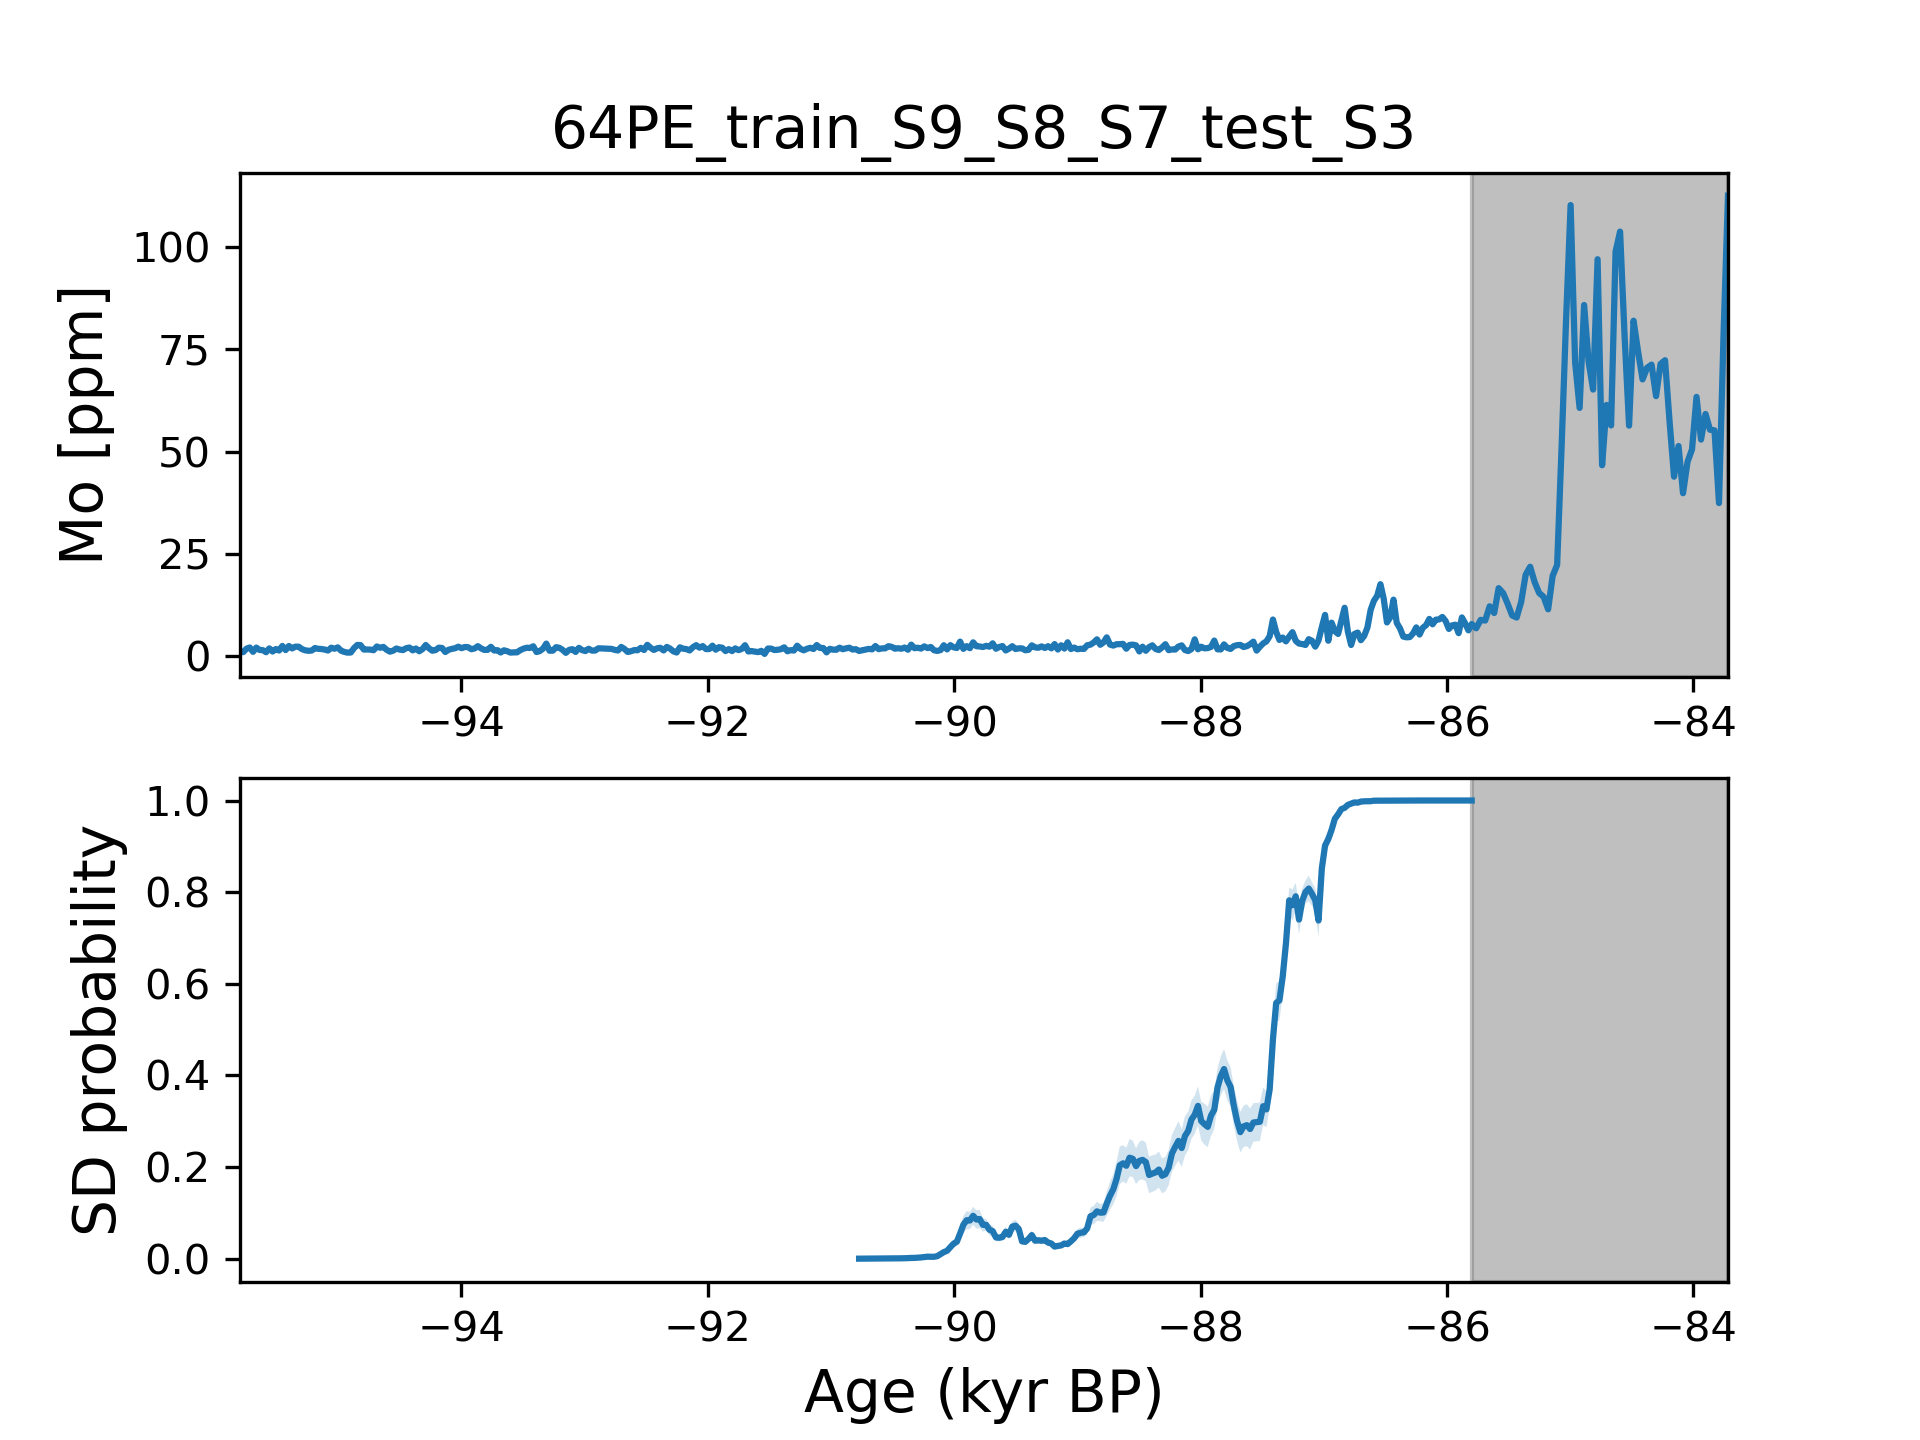 64PE_train_S9_S8_S7_test_S3
Mo [ppm]
100
75
50
25
0
−94 −92 −90 −88 −86 −84
SD probability
1.0
0.8
0.6
0.4
0.2
0.0
−94 −92 −90 −88 −86 −84
Age (kyr BP)